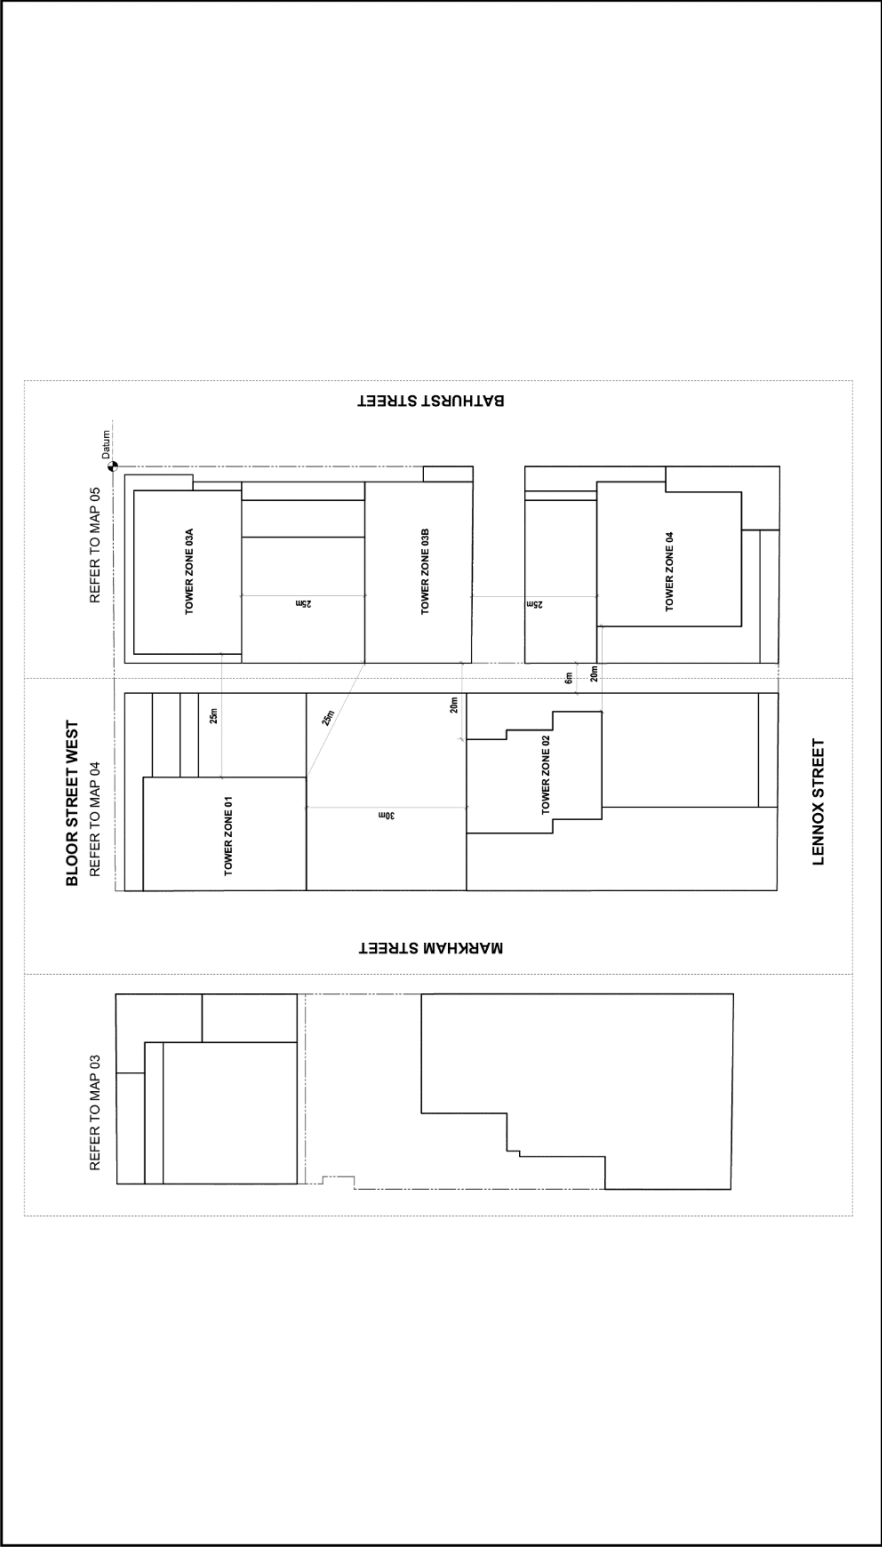 BATHURST STREET
Datum
REFER TO MAP 05
TOWER ZONE 03A
TOWER ZONE 03B
TOWER ZONE 04
25m
25m
6m
20m
25m
25m
20m
BLOOR STREET WEST
REFER TO MAP 04
TOWER ZONE 01
30m
TOWER ZONE 02
LENNOX STREET
MARKHAM STREET
REFER TO MAP 03